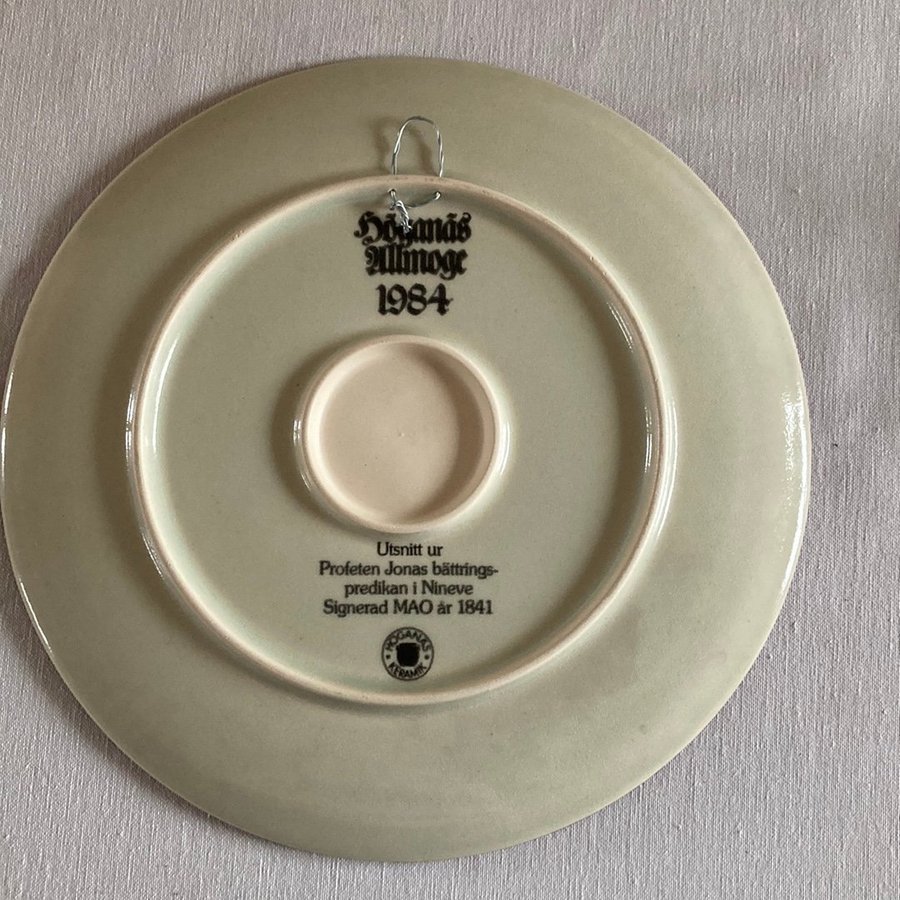 Höganäs
Allmoge
1984
Utsnitt ur
Profeten Jonas bättrings-
predikan i Nineve
Signerad MAO år 1841
HÖGANÄS
KERAMIK